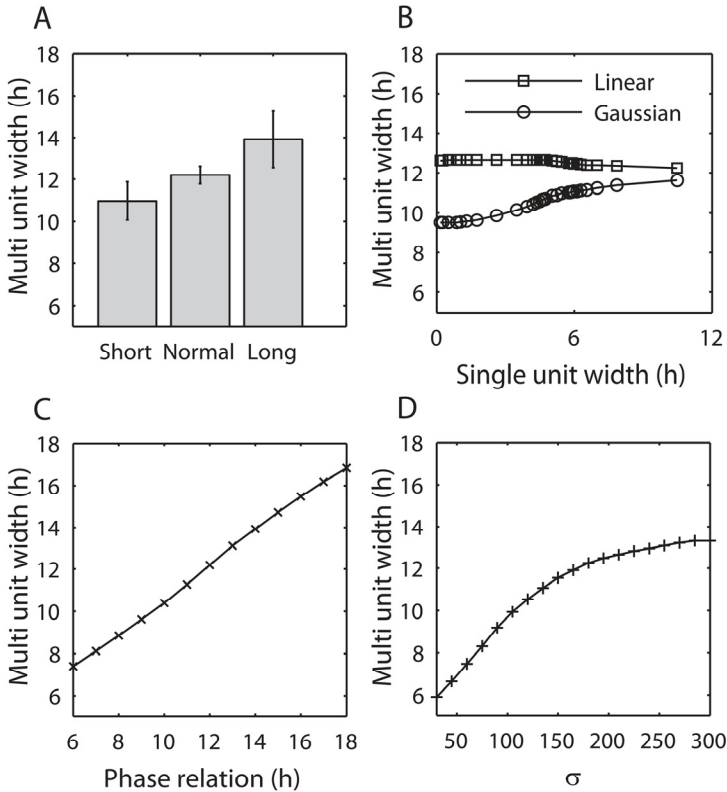 A
Multi unit width (h)
18
16
14
12
10
8
6
Short Normal Long
B
Multi unit width (h)
18
16
14
12
10
8
6
Linear
Gaussian
0 6 12
Single unit width (h)
C
Multi unit width (h)
18
16
14
12
10
8
6
6 8 10 12 14 16 18
Phase relation (h)
D
Multi unit width (h)
18
16
14
12
10
8
6
50 100 150 200 250 300
σ